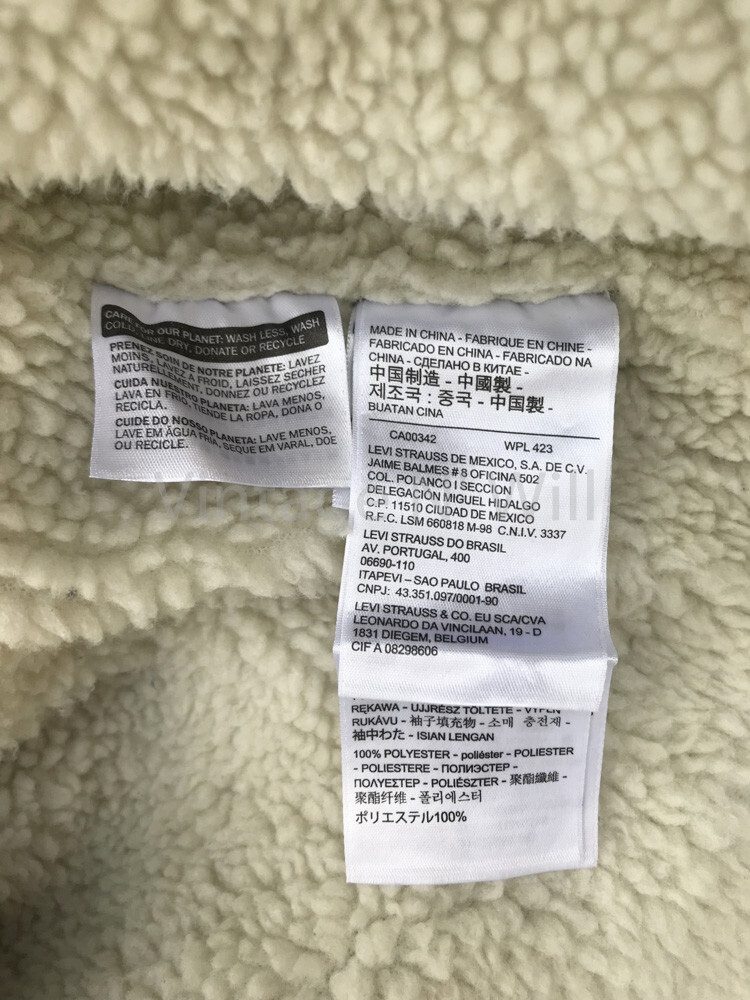 CARE FOR OUR PLANET: WASH LESS, WASH
COLD, LINE DRY, DONATE OR RECYCLE
PRENEZ SOIN DE NOTRE PLANETE: LAVEZ
MOINS, LAVEZ À FROID, LAISSEZ SECHER
NATURELLEMENT, DONNEZ OU RECYCLEZ
CUIDA NUESTRO PLANETA: LAVA MENOS,
LAVA EN FRIO, TIENDE LA ROPA, DONA O
RECICLA.
CUIDE DO NOSSO PLANETA: LAVE MENOS,
LAVE EM ÁGUA FRIA, SEQUE EM VARAL, DOE
OU RECICLE.
MADE IN CHINA - FABRIQUE EN CHINE -
FABRICADO EN CHINA - FABRICADO NA
CHINA - СДЕЛАНО В КИТАЕ -
中国制造 - 中國製 -
제조국 : 중국 - 中国製 -
BUATAN CINA
CA00342 WPL 423
LEVI STRAUSS DE MEXICO, S.A. DE C.V.
JAIME BALMES # 8 OFICINA 502
COL. POLANCO I SECCION
DELEGACIÓN MIGUEL HIDALGO
C.P. 11510 CIUDAD DE MEXICO
R.F.C. LSM 660818 M-98 C.N.I.V. 3337
LEVI STRAUSS DO BRASIL
AV. PORTUGAL, 400
06690-110
ITAPEVI – SAO PAULO BRASIL
CNPJ: 43.351.097/0001-90
LEVI STRAUSS & CO. EU SCA/CVA
LEONARDO DA VINCILAAN, 19 - D
1831 DIEGEM, BELGIUM
CIF A 08298606
RĘKAWA - UJJRÉSZ TÖLTETE - VÝPLŇ
RUKÁVU - 袖子填充物 - 소매 충전재 -
袖中わた - ISIAN LENGAN
100% POLYESTER - poliéster - POLIESTER
- POLIESTERE - ПОЛИЭСТЕР -
ΠΟΛΥΕΣΤΕΡ - POLIÉSZTER - 聚酯纖維 -
聚酯纤维 - 폴리에스터
ポリエステル100%